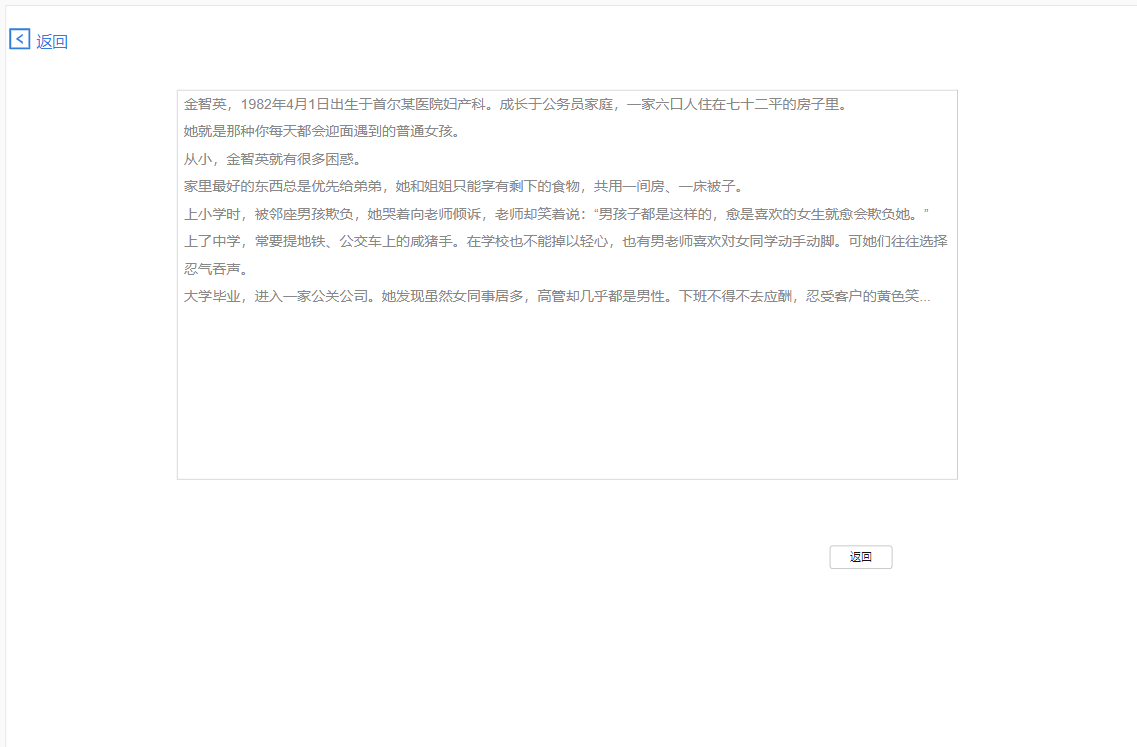 返回
金智英，1982年4月1日出生于首尔某医院妇产科。成长于公务员家庭，一家六口人住在七十二平的房子里。
她就是那种你每天都会迎面遇到的普通女孩。
从小，金智英就有很多困惑。
家里最好的东西总是优先给弟弟，她和姐姐只能享有剩下的食物，共用一间房、一床被子。
上小学时，被邻座男孩欺负，她哭着向老师倾诉，老师却笑着说：“男孩子都是这样的，愈是喜欢的女生就愈会欺负她。”
上了中学，常要提地铁、公交车上的咸猪手。在学校也不能掉以轻心，也有男老师喜欢对女同学动手动脚。可她们往往选择
忍气吞声。
大学毕业，进入一家公关公司。她发现虽然女同事居多，高管却几乎都是男性。下班不得不去应酬，忍受客户的黄色笑...
返回